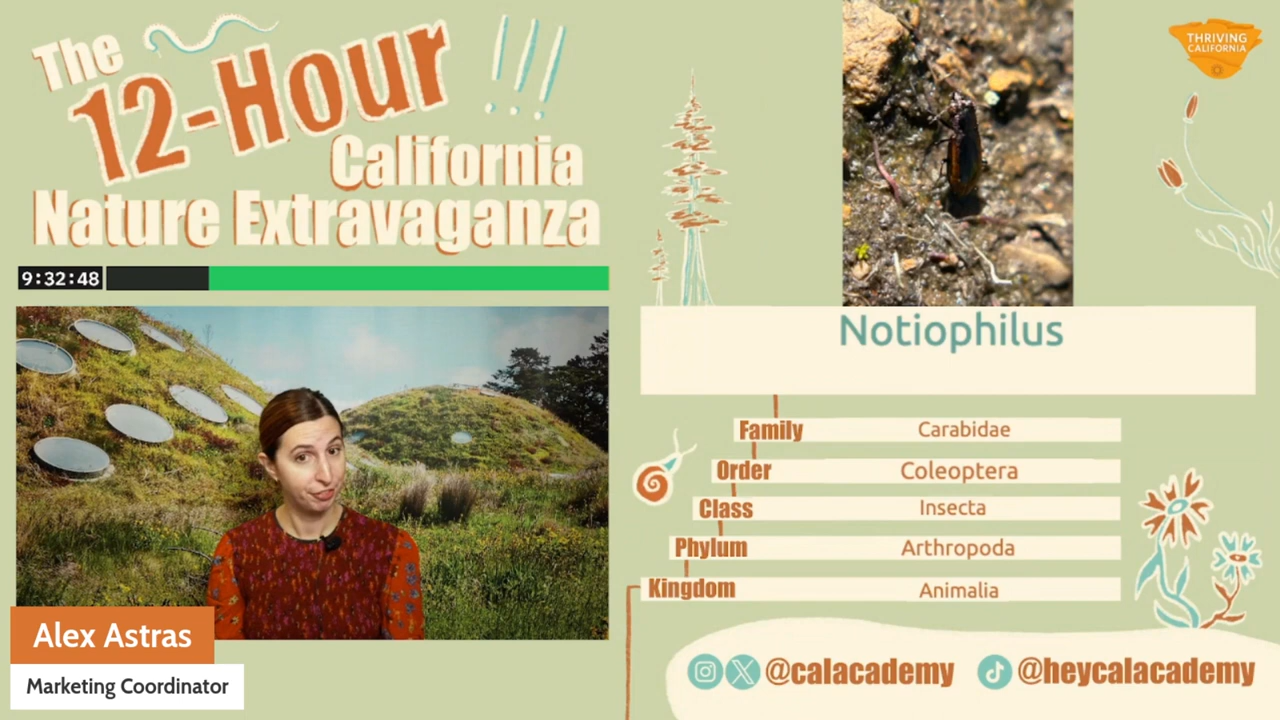 The
12-Hour !!!
California
Nature Extravaganza
9:32:48
Alex Astras
Marketing Coordinator
THRIVING
CALIFORNIA
Notiophilus
Family Carabidae
Order Coleoptera
Class Insecta
Phylum Arthropoda
Kingdom Animalia
@calacademy @heycalacademy